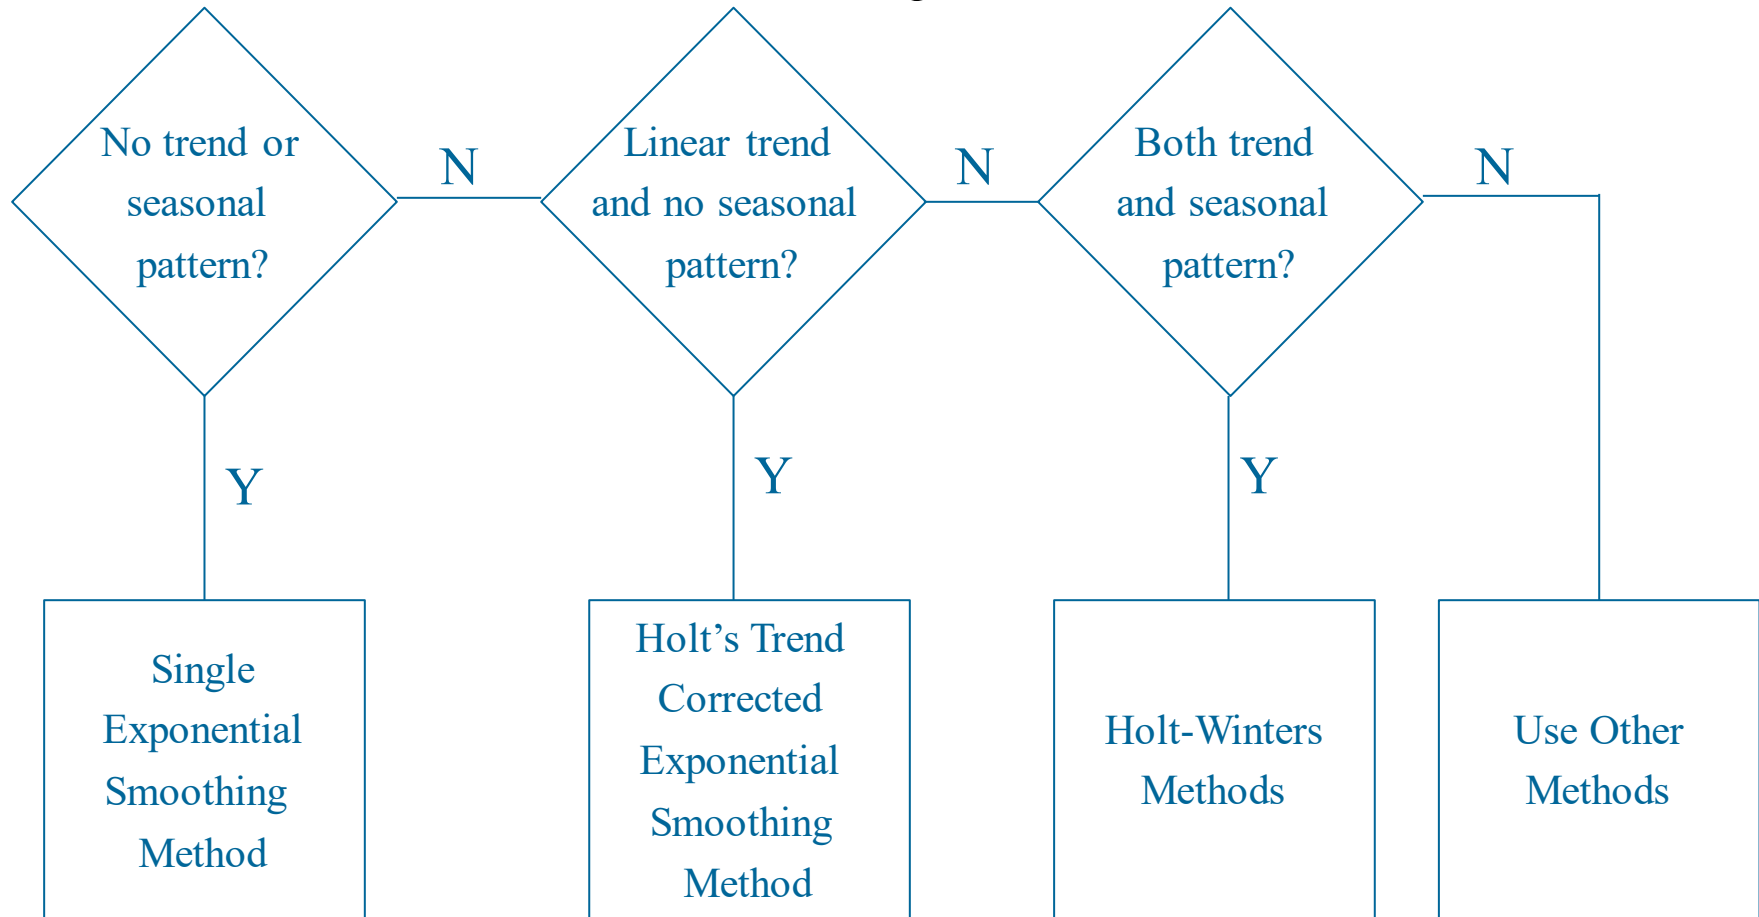 No trend or
seasonal
pattern?
N
Linear trend
and no seasonal
pattern?
N
Both trend
and seasonal
pattern?
N
Y
Y
Y
Single
Exponential
Smoothing
Method
Holt’s Trend
Corrected
Exponential
Smoothing
Method
Holt-Winters
Methods
Use Other
Methods